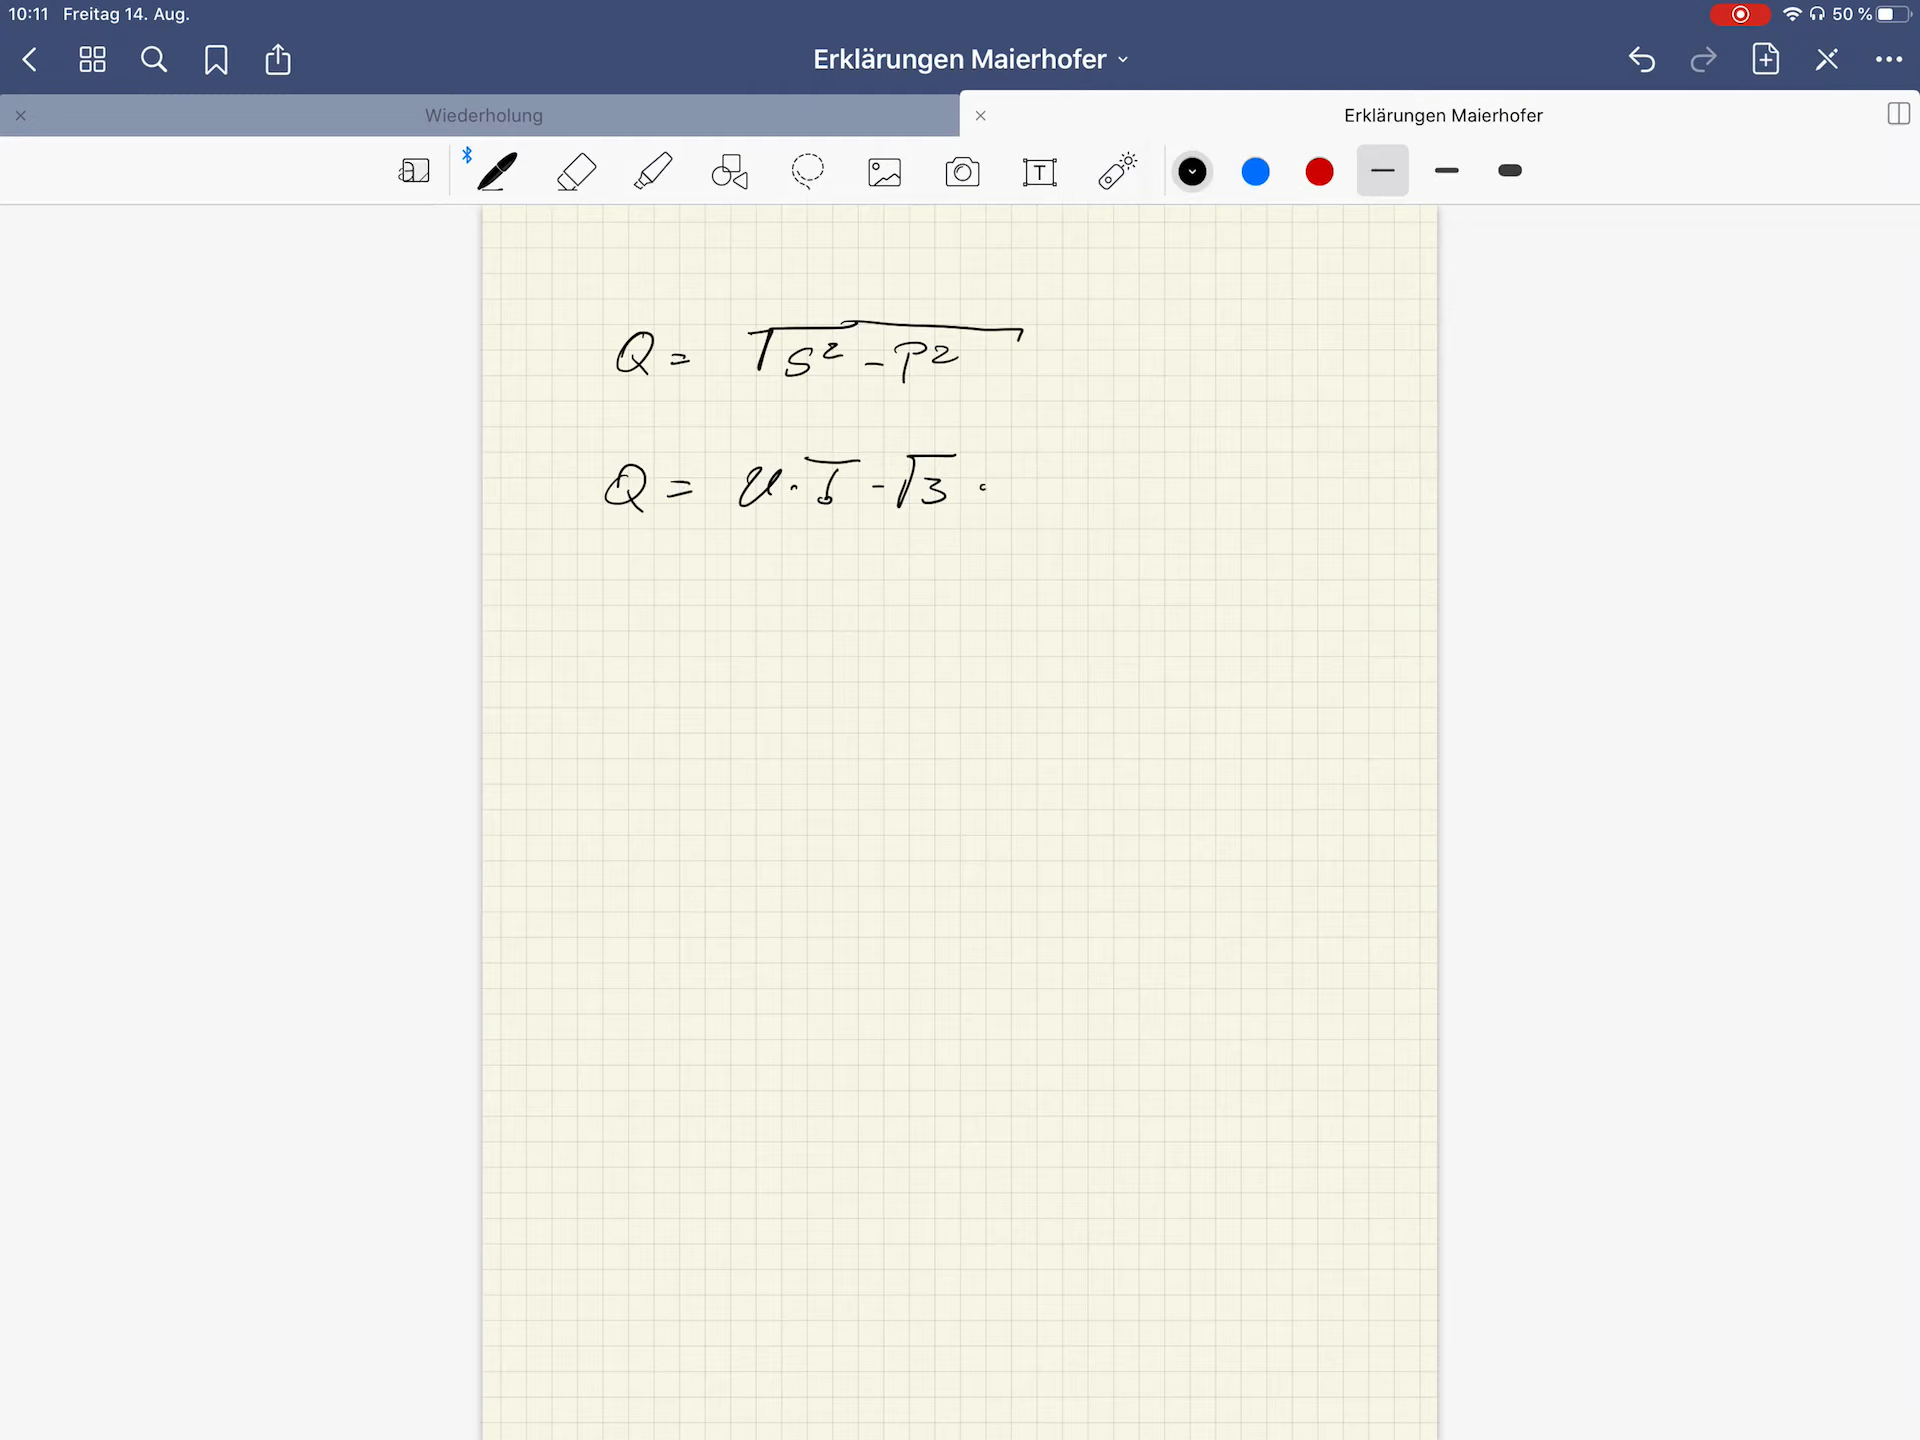 10:11 Freitag 14. Aug. 50 %
Erklärungen Maierhofer
Wiederholung
Erklärungen Maierhofer
a
T
Q = √S² - P²
Q = U · I · √3 ·